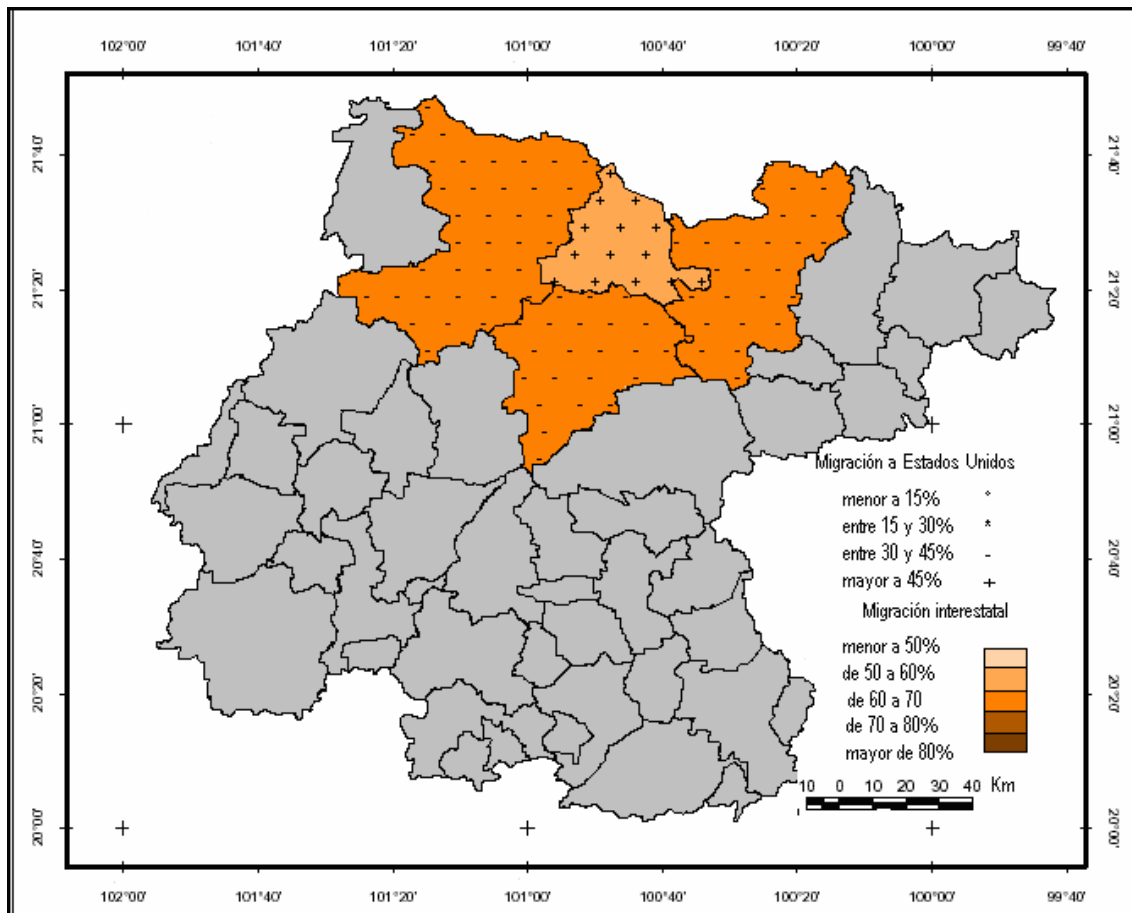 102°00' 101°40' 101°20' 101°00' 100°40' 100°20' 100°00' 99°40'
21°40' 21°40'
21°20' 21°20'
21°00' 21°00'
Migración a Estados Unidos
menor a 15% °
entre 15 y 30% *
entre 30 y 45% -
mayor a 45% +
20°40' 20°40'
Migración interestatal
menor a 50%
de 50 a 60%
de 60 a 70
de 70 a 80%
mayor de 80%
20°20' 20°20'
10 0 10 20 30 40 Km
20°00' 20°00'
102°00' 101°40' 101°20' 101°00' 100°40' 100°20' 100°00' 99°40'